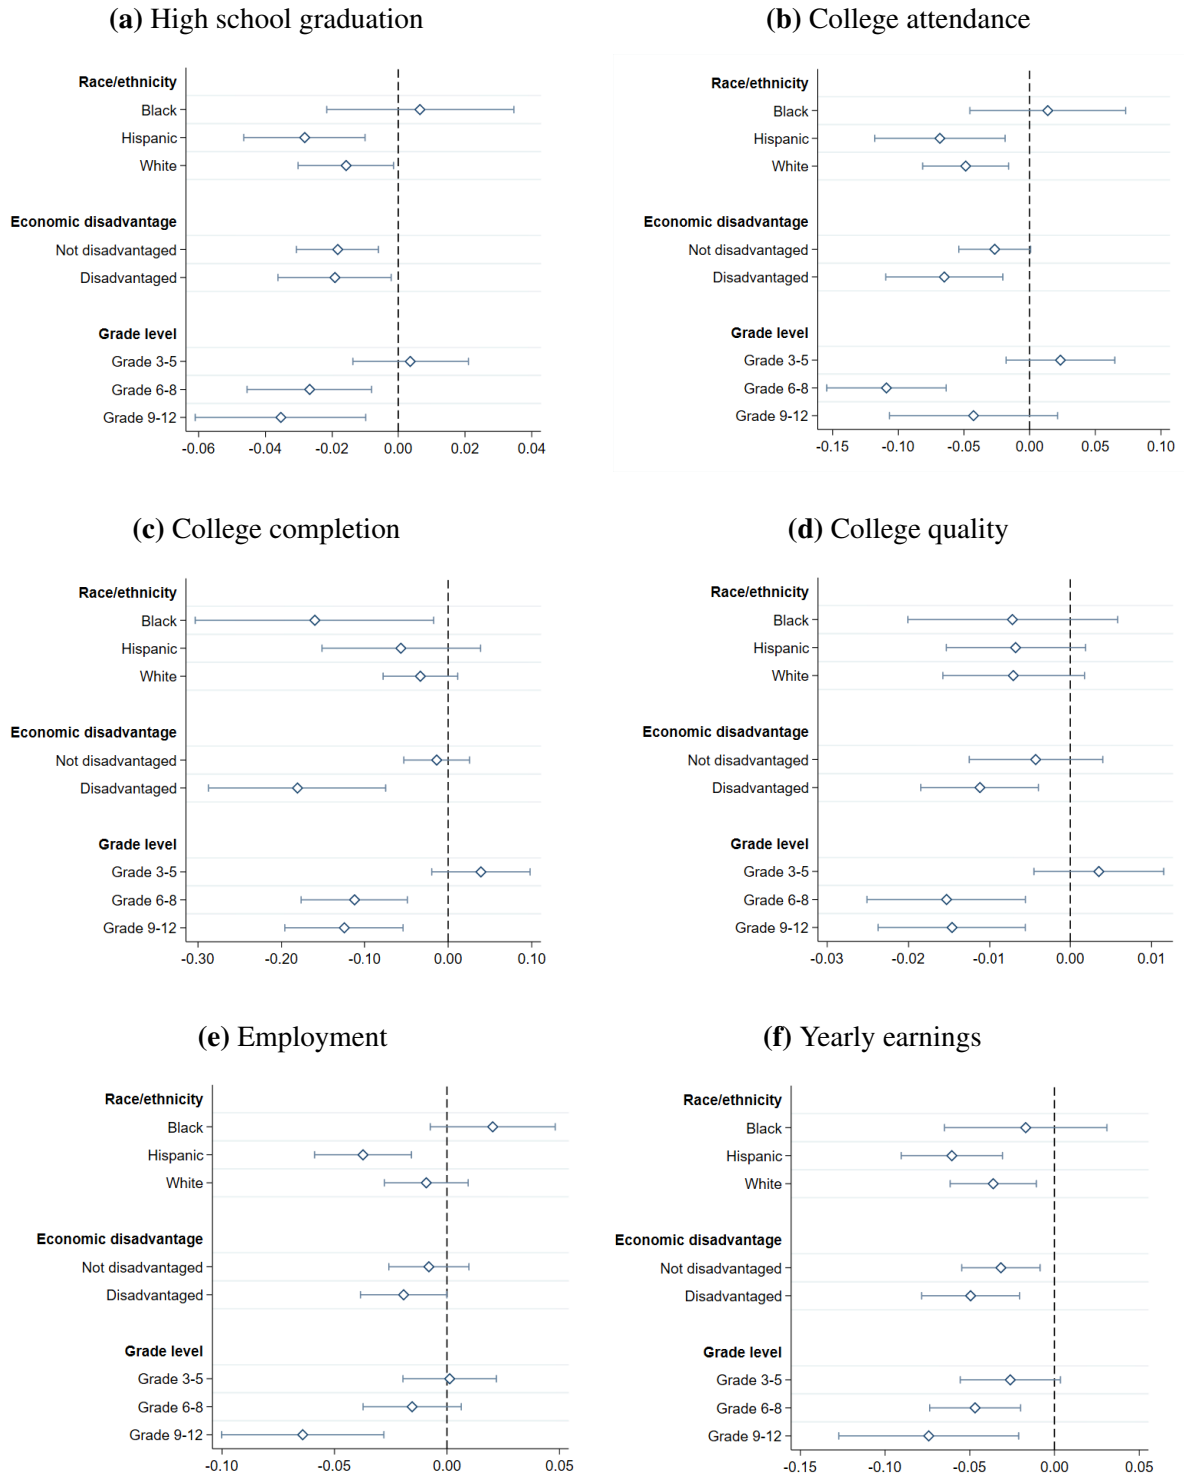 (a) High school graduation
Race/ethnicity
Black
Hispanic
White
Economic disadvantage
Not disadvantaged
Disadvantaged
Grade level
Grade 3-5
Grade 6-8
Grade 9-12
-0.06 -0.04 -0.02 0.00 0.02 0.04
(b) College attendance
Race/ethnicity
Black
Hispanic
White
Economic disadvantage
Not disadvantaged
Disadvantaged
Grade level
Grade 3-5
Grade 6-8
Grade 9-12
-0.15 -0.10 -0.05 0.00 0.05 0.10
(c) College completion
Race/ethnicity
Black
Hispanic
White
Economic disadvantage
Not disadvantaged
Disadvantaged
Grade level
Grade 3-5
Grade 6-8
Grade 9-12
-0.30 -0.20 -0.10 0.00 0.10
(d) College quality
Race/ethnicity
Black
Hispanic
White
Economic disadvantage
Not disadvantaged
Disadvantaged
Grade level
Grade 3-5
Grade 6-8
Grade 9-12
-0.03 -0.02 -0.01 0.00 0.01
(e) Employment
Race/ethnicity
Black
Hispanic
White
Economic disadvantage
Not disadvantaged
Disadvantaged
Grade level
Grade 3-5
Grade 6-8
Grade 9-12
-0.10 -0.05 0.00 0.05
(f) Yearly earnings
Race/ethnicity
Black
Hispanic
White
Economic disadvantage
Not disadvantaged
Disadvantaged
Grade level
Grade 3-5
Grade 6-8
Grade 9-12
-0.15 -0.10 -0.05 0.00 0.05